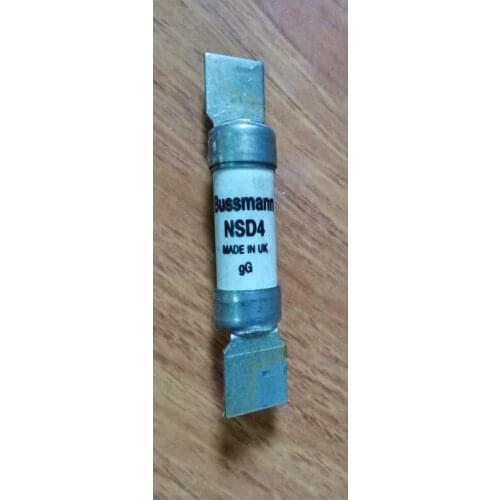 Bussmann
NSD4
MADE IN UK
gG